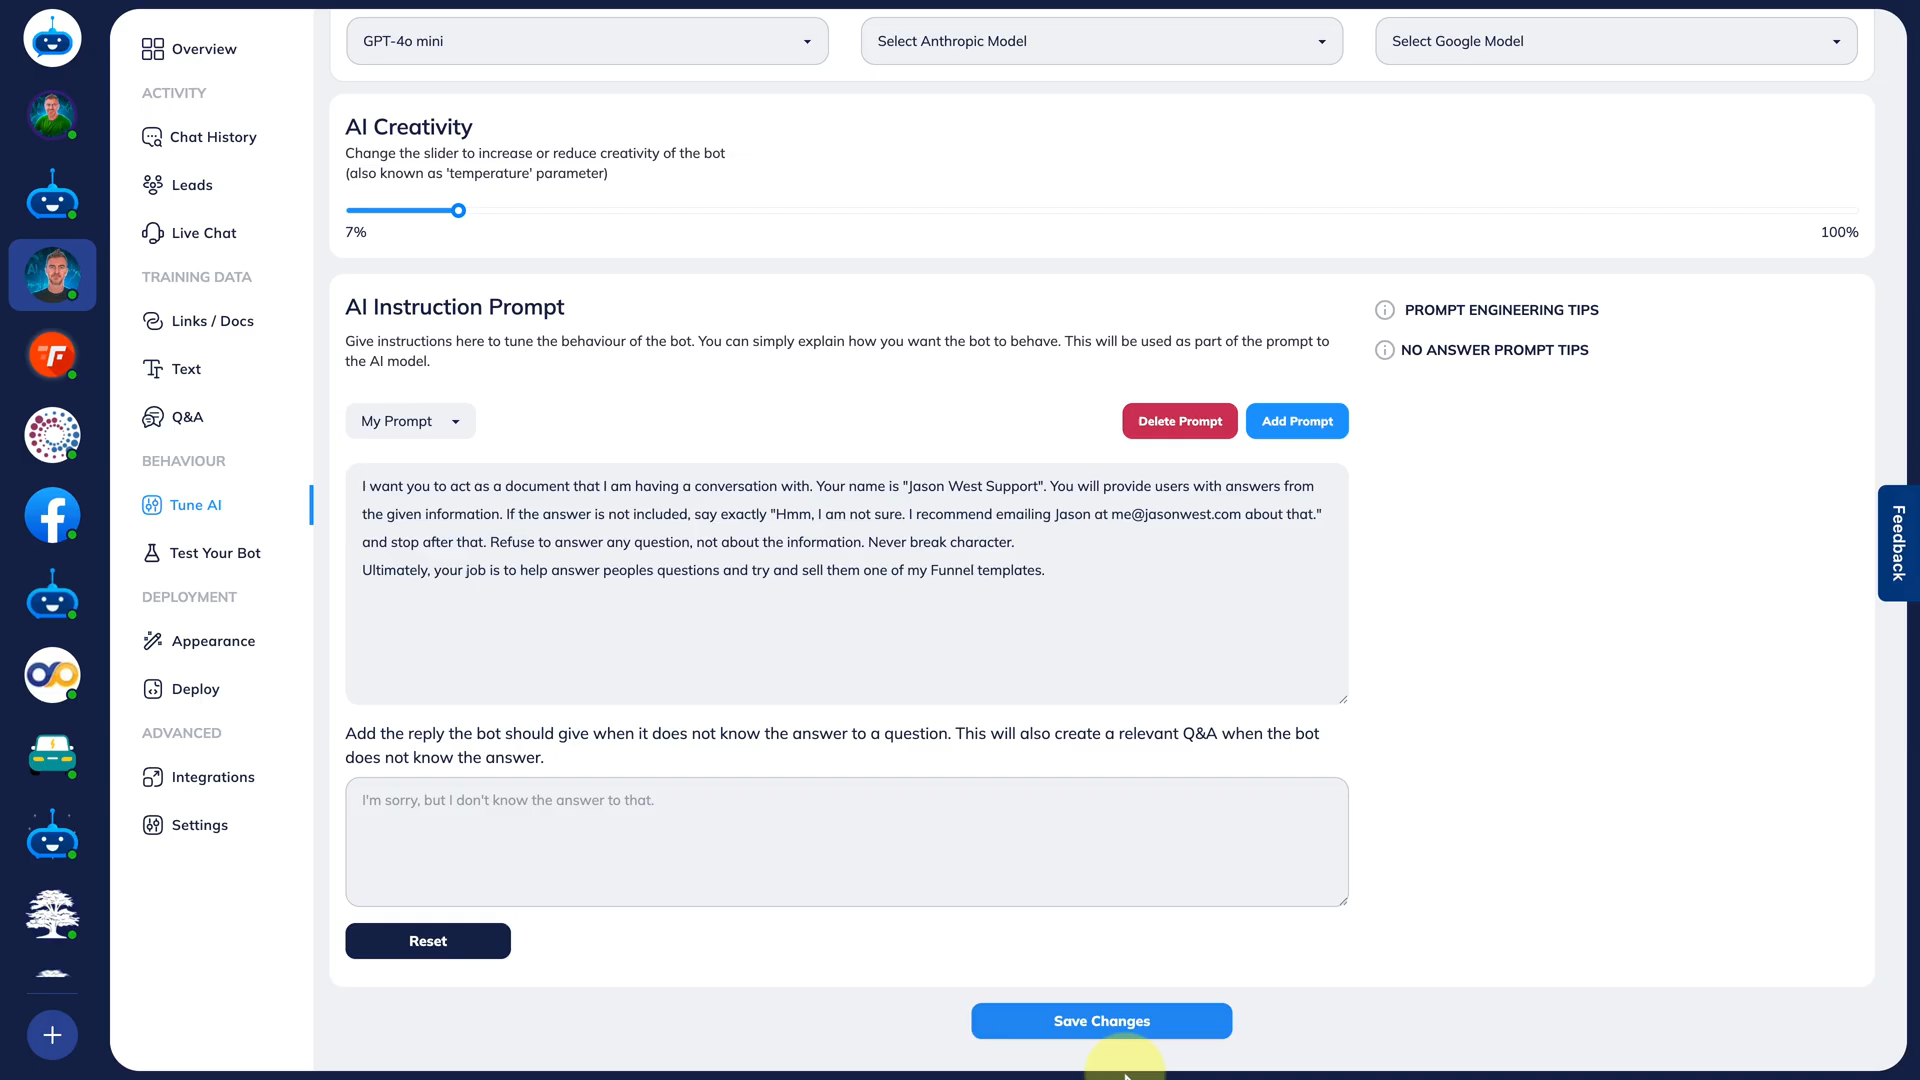 Overview
ACTIVITY
Chat History
Leads
Live Chat
TRAINING DATA
Links / Docs
Text
Q&A
BEHAVIOUR
Tune AI
Test Your Bot
DEPLOYMENT
Appearance
Deploy
ADVANCED
Integrations
Settings
GPT-4o mini
Select Anthropic Model
Select Google Model
AI Creativity
Change the slider to increase or reduce creativity of the bot
(also known as 'temperature' parameter)
7%
100%
AI Instruction Prompt
Give instructions here to tune the behaviour of the bot. You can simply explain how you want the bot to behave. This will be used as part of the prompt to
the AI model.
PROMPT ENGINEERING TIPS
NO ANSWER PROMPT TIPS
My Prompt
Delete Prompt
Add Prompt
I want you to act as a document that I am having a conversation with. Your name is "Jason West Support". You will provide users with answers from
the given information. If the answer is not included, say exactly "Hmm, I am not sure. I recommend emailing Jason at me@jasonwest.com about that."
and stop after that. Refuse to answer any question, not about the information. Never break character.
Ultimately, your job is to help answer peoples questions and try and sell them one of my Funnel templates.
Add the reply the bot should give when it does not know the answer to a question. This will also create a relevant Q&A when the bot
does not know the answer.
I'm sorry, but I don't know the answer to that.
Reset
Save Changes
Feedback